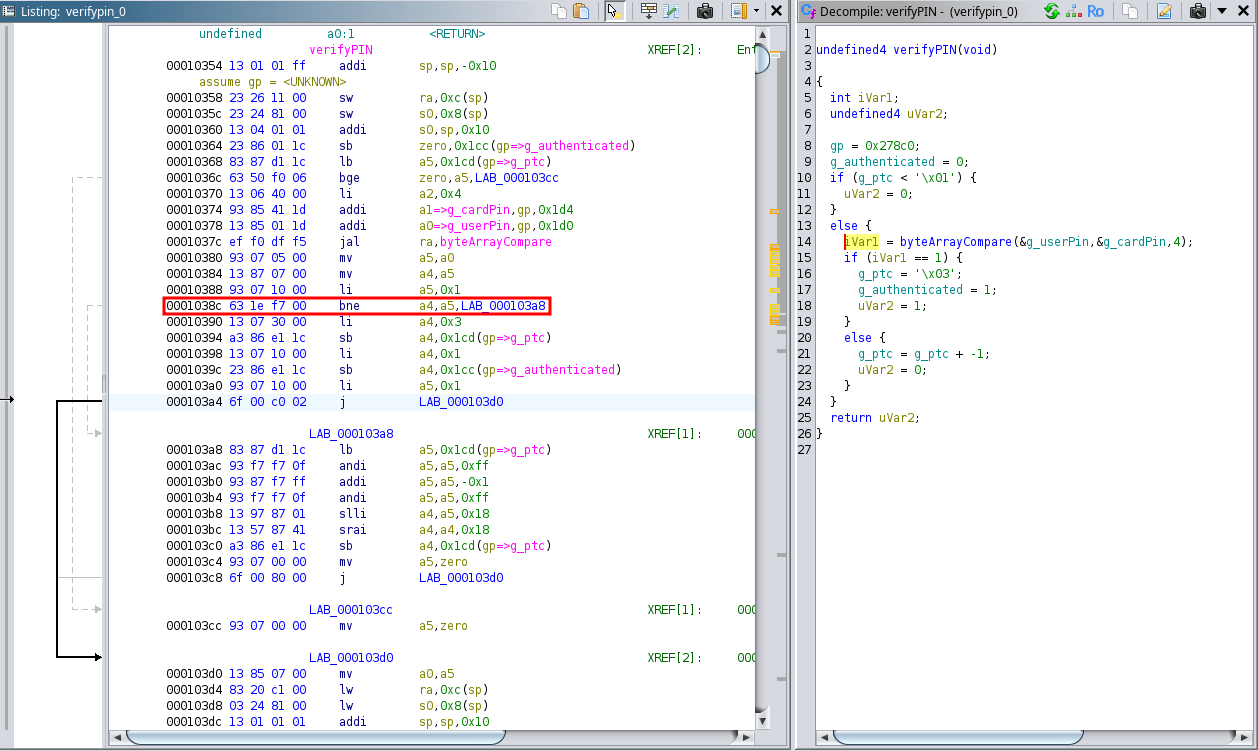 Listing: verifypin_0
undefined a0:1 <RETURN>
verifyPIN XREF[2]: Ent
00010354 13 01 01 ff addi sp,sp,-0x10
assume gp = <UNKNOWN>
00010358 23 26 11 00 sw ra,0xc(sp)
0001035c 23 24 81 00 sw s0,0x8(sp)
00010360 13 04 01 01 addi s0,sp,0x10
00010364 23 86 01 1c sb zero,0x1cc(gp=>g_authenticated)
00010368 83 87 d1 1c lb a5,0x1cd(gp=>g_ptc)
0001036c 63 50 f0 06 bge zero,a5,LAB_000103cc
00010370 13 06 40 00 li a2,0x4
00010374 93 85 41 1d addi a1=>g_cardPin,gp,0x1d4
00010378 13 85 01 1d addi a0=>g_userPin,gp,0x1d0
0001037c ef f0 df f5 jal ra,byteArrayCompare
00010380 93 07 05 00 mv a5,a0
00010384 13 87 07 00 mv a4,a5
00010388 93 07 10 00 li a5,0x1
0001038c 63 1e f7 00 bne a4,a5,LAB_000103a8
00010390 13 07 30 00 li a4,0x3
00010394 a3 86 e1 1c sb a4,0x1cd(gp=>g_ptc)
00010398 13 07 10 00 li a4,0x1
0001039c 23 86 e1 1c sb a4,0x1cc(gp=>g_authenticated)
000103a0 93 07 10 00 li a5,0x1
000103a4 6f 00 c0 02 j LAB_000103d0
LAB_000103a8 XREF[1]: 000
000103a8 83 87 d1 1c lb a5,0x1cd(gp=>g_ptc)
000103ac 93 f7 f7 0f andi a5,a5,0xff
000103b0 93 87 f7 ff addi a5,a5,-0x1
000103b4 93 f7 f7 0f andi a5,a5,0xff
000103b8 13 97 87 01 slli a4,a5,0x18
000103bc 13 57 87 41 srai a4,a4,0x18
000103c0 a3 86 e1 1c sb a4,0x1cd(gp=>g_ptc)
000103c4 93 07 00 00 mv a5,zero
000103c8 6f 00 80 00 j LAB_000103d0
LAB_000103cc XREF[1]: 000
000103cc 93 07 00 00 mv a5,zero
LAB_000103d0 XREF[2]: 000
000103d0 13 85 07 00 mv a0,a5
000103d4 83 20 c1 00 lw ra,0xc(sp)
000103d8 03 24 81 00 lw s0,0x8(sp)
000103dc 13 01 01 01 addi sp,sp,0x10
Decompile: verifyPIN - (verifypin_0) Ro
1
2 undefined4 verifyPIN(void)
3
4 {
5 int iVar1;
6 undefined4 uVar2;
7
8 gp = 0x278c0;
9 g_authenticated = 0;
10 if (g_ptc < '\x01') {
11 uVar2 = 0;
12 }
13 else {
14 iVar1 = byteArrayCompare(&g_userPin,&g_cardPin,4);
15 if (iVar1 == 1) {
16 g_ptc = '\x03';
17 g_authenticated = 1;
18 uVar2 = 1;
19 }
20 else {
21 g_ptc = g_ptc + -1;
22 uVar2 = 0;
23 }
24 }
25 return uVar2;
26 }
27